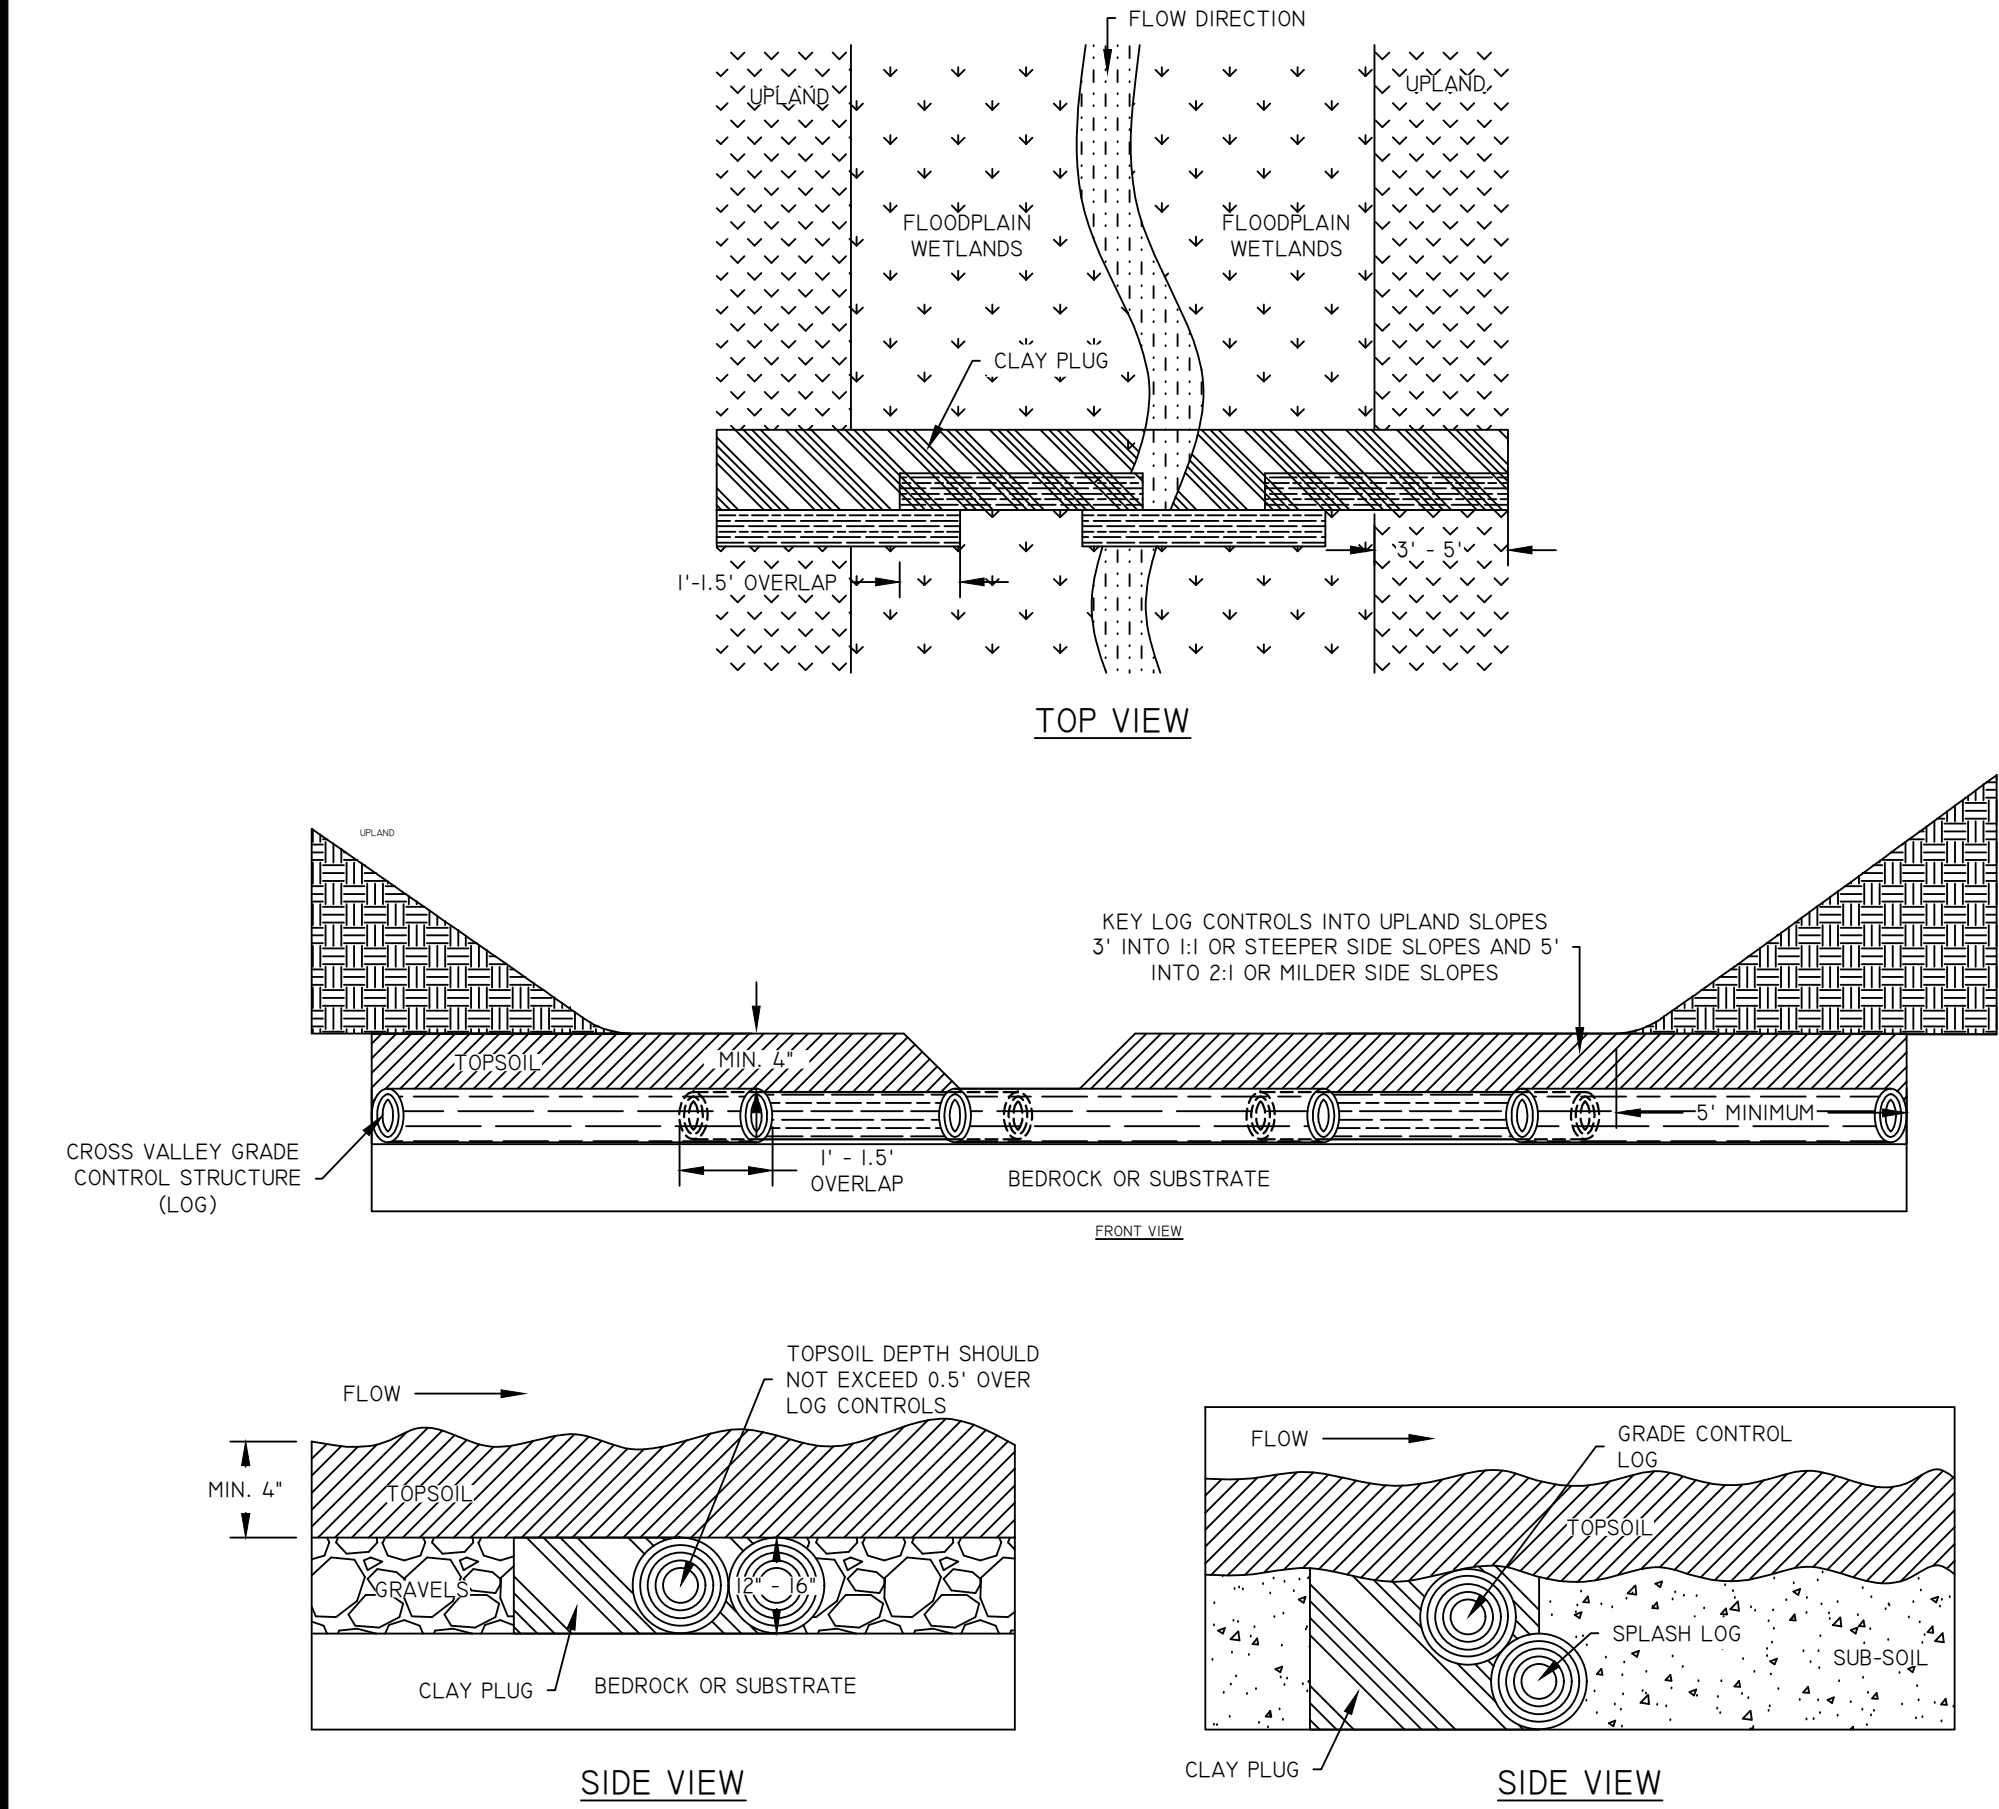 FLOW DIRECTION
UPLAND
UPLAND
FLOODPLAIN
WETLANDS
FLOODPLAIN
WETLANDS
CLAY PLUG
3' - 5'
1'-1.5' OVERLAP
TOP VIEW
UPLAND
KEY LOG CONTROLS INTO UPLAND SLOPES
3' INTO 1:1 OR STEEPER SIDE SLOPES AND 5'
INTO 2:1 OR MILDER SIDE SLOPES
TOPSOIL
MIN. 4"
5' MINIMUM
CROSS VALLEY GRADE
CONTROL STRUCTURE
(LOG)
1' - 1.5'
OVERLAP
BEDROCK OR SUBSTRATE
FRONT VIEW
TOPSOIL DEPTH SHOULD
NOT EXCEED 0.5' OVER
LOG CONTROLS
FLOW
MIN. 4"
TOPSOIL
GRAVELS
12" - 16"
CLAY PLUG
BEDROCK OR SUBSTRATE
SIDE VIEW
FLOW
GRADE CONTROL
LOG
TOPSOIL
SPLASH LOG
SUB-SOIL
CLAY PLUG
SIDE VIEW